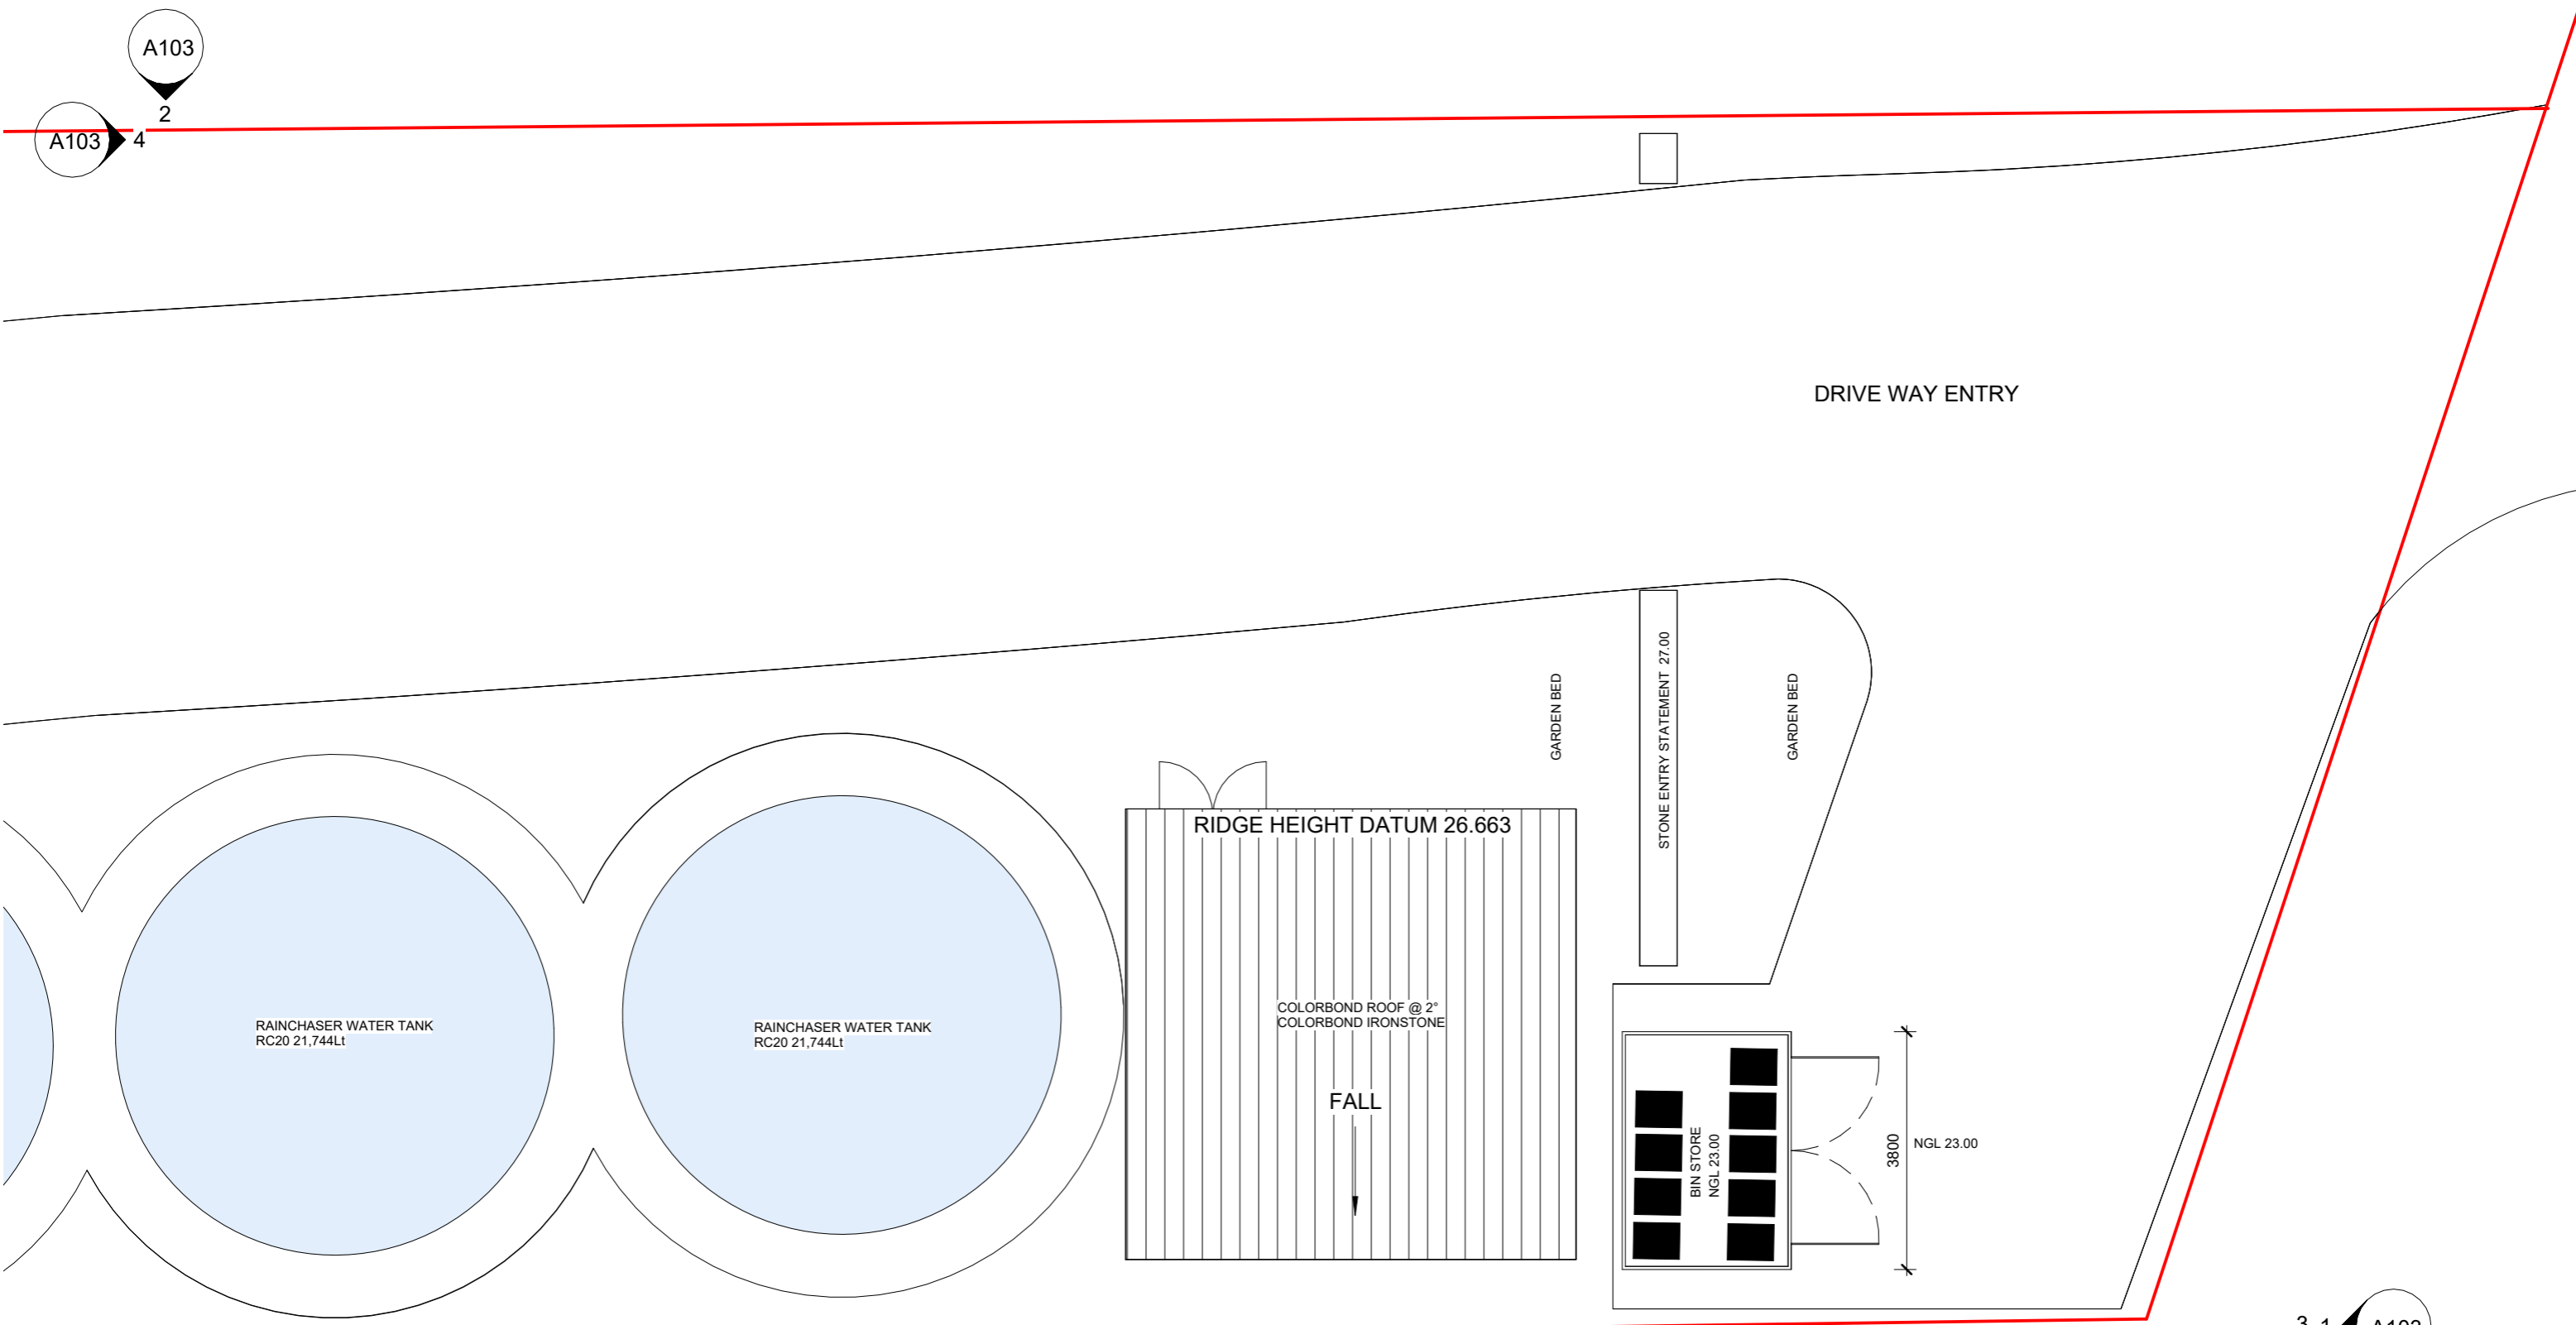 A103
2
A103
4
DRIVE WAY ENTRY
GARDEN BED
STONE ENTRY STATEMENT 27.00
GARDEN BED
RIDGE HEIGHT DATUM 26.663
COLORBOND ROOF @ 2°
COLORBOND IRONSTONE
RAINCHASER WATER TANK
RC20 21,744Lt
RAINCHASER WATER TANK
RC20 21,744Lt
FALL
BIN STORE
NGL 23.00
3800
NGL 23.00
3 1